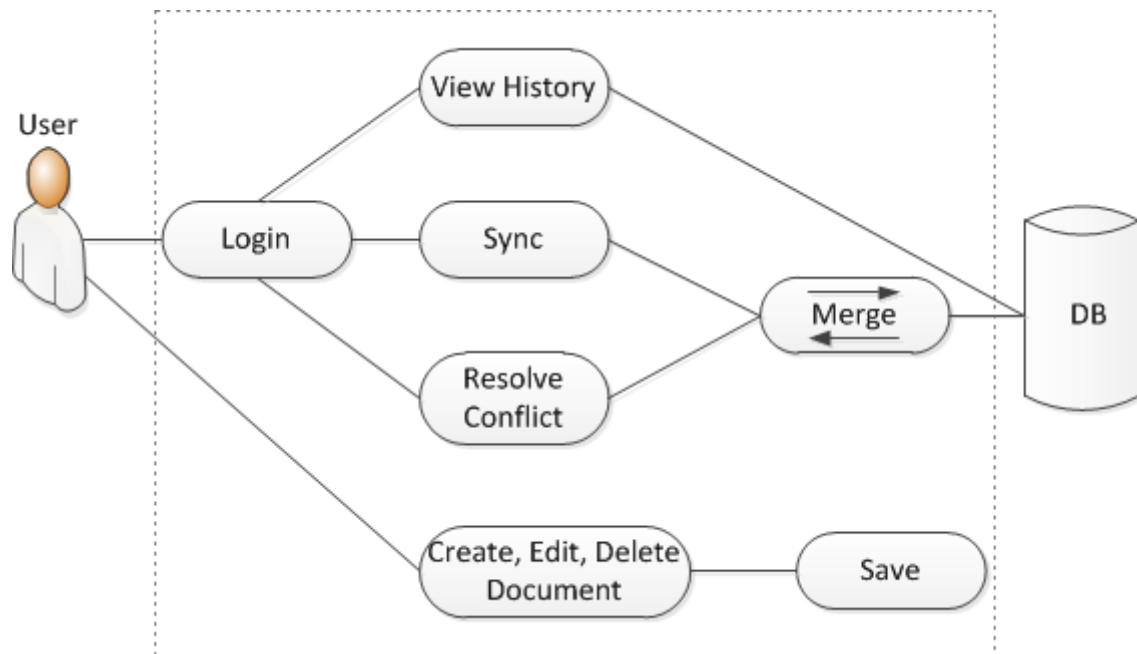 View History
User
Login
Sync
Merge
DB
Resolve
Conflict
Create, Edit, Delete
Document
Save